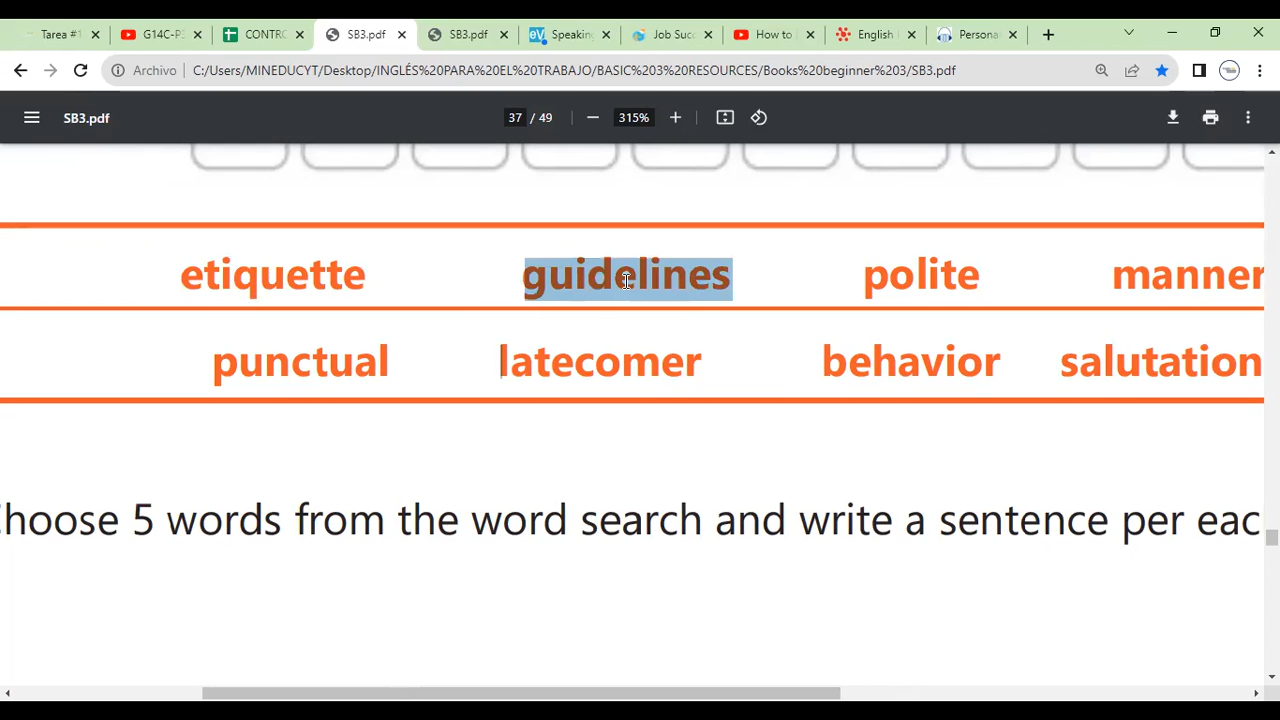 Tarea #1
G14C-P
CONTRC
SB3.pdf
SB3.pdf
Speaking
Job Suc
How to
English
Persona
Archivo
C:/Users/MINEDUCYT/Desktop/INGLÉS%20PARA%20EL%20TRABAJO/BASIC%203%20RESOURCES/Books%20beginner%203/SB3.pdf
SB3.pdf
37 / 49
315%
etiquette guidelines polite manner
punctual latecomer behavior salutation
hoose 5 words from the word search and write a sentence per eac